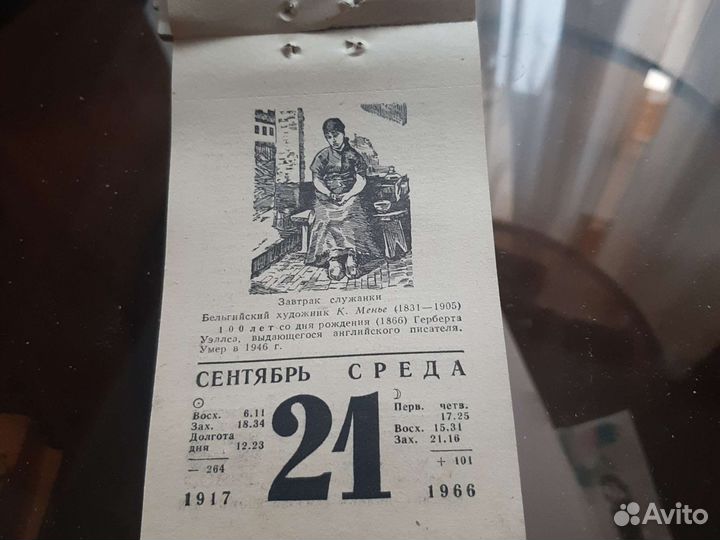 Завтрак служанки
Бельгийский художник К. Менье (1831—1905)
100 лет со дня рождения (1866) Герберта
Уэллса, выдающегося английского писателя.
Умер в 1946 г.
СЕНТЯБРЬ СРЕДА
☉
Восх. 6.11
Зах. 18.34
Долгота
дня 12.23
— 264
1917
21
☽
Перв. четв.
17.25
Восх. 15.31
Зах. 21.16
+ 101
1966
Avito